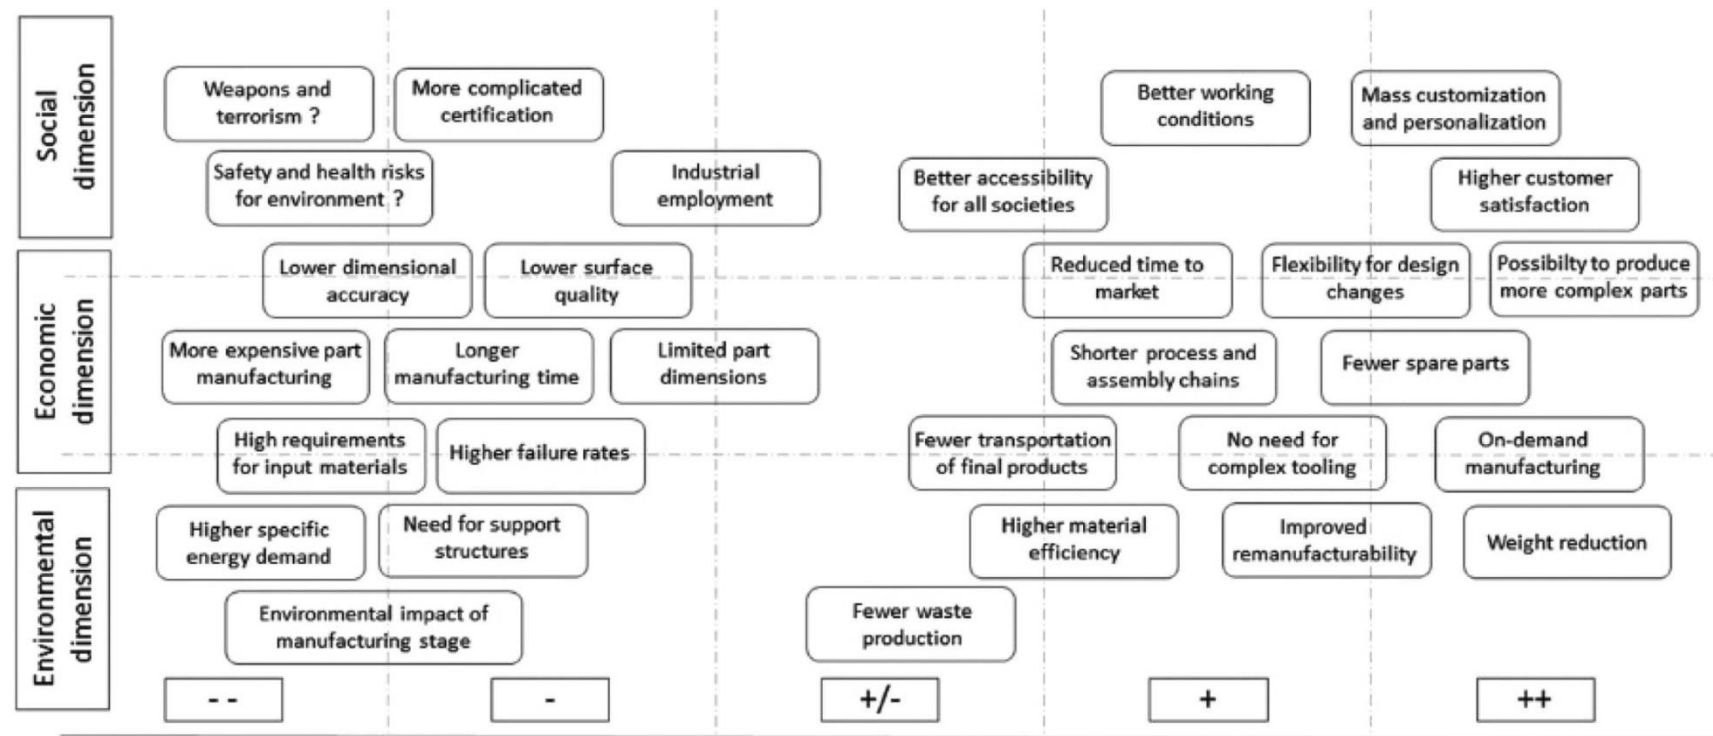 Social
dimension
Weapons and
terrorism ?
More complicated
certification
Better working
conditions
Mass customization
and personalization
Safety and health risks
for environment ?
Industrial
employment
Better accessibility
for all societies
Higher customer
satisfaction
Economic
dimension
Lower dimensional
accuracy
Lower surface
quality
Reduced time to
market
Flexibility for design
changes
Possibilty to produce
more complex parts
More expensive part
manufacturing
Longer
manufacturing time
Limited part
dimensions
Shorter process and
assembly chains
Fewer spare parts
High requirements
for input materials
Higher failure rates
Fewer transportation
of final products
No need for
complex tooling
On-demand
manufacturing
Environmental
dimension
Higher specific
energy demand
Need for support
structures
Higher material
efficiency
Improved
remanufacturability
Weight reduction
Environmental impact of
manufacturing stage
Fewer waste
production
- -
-
+/-
+
++